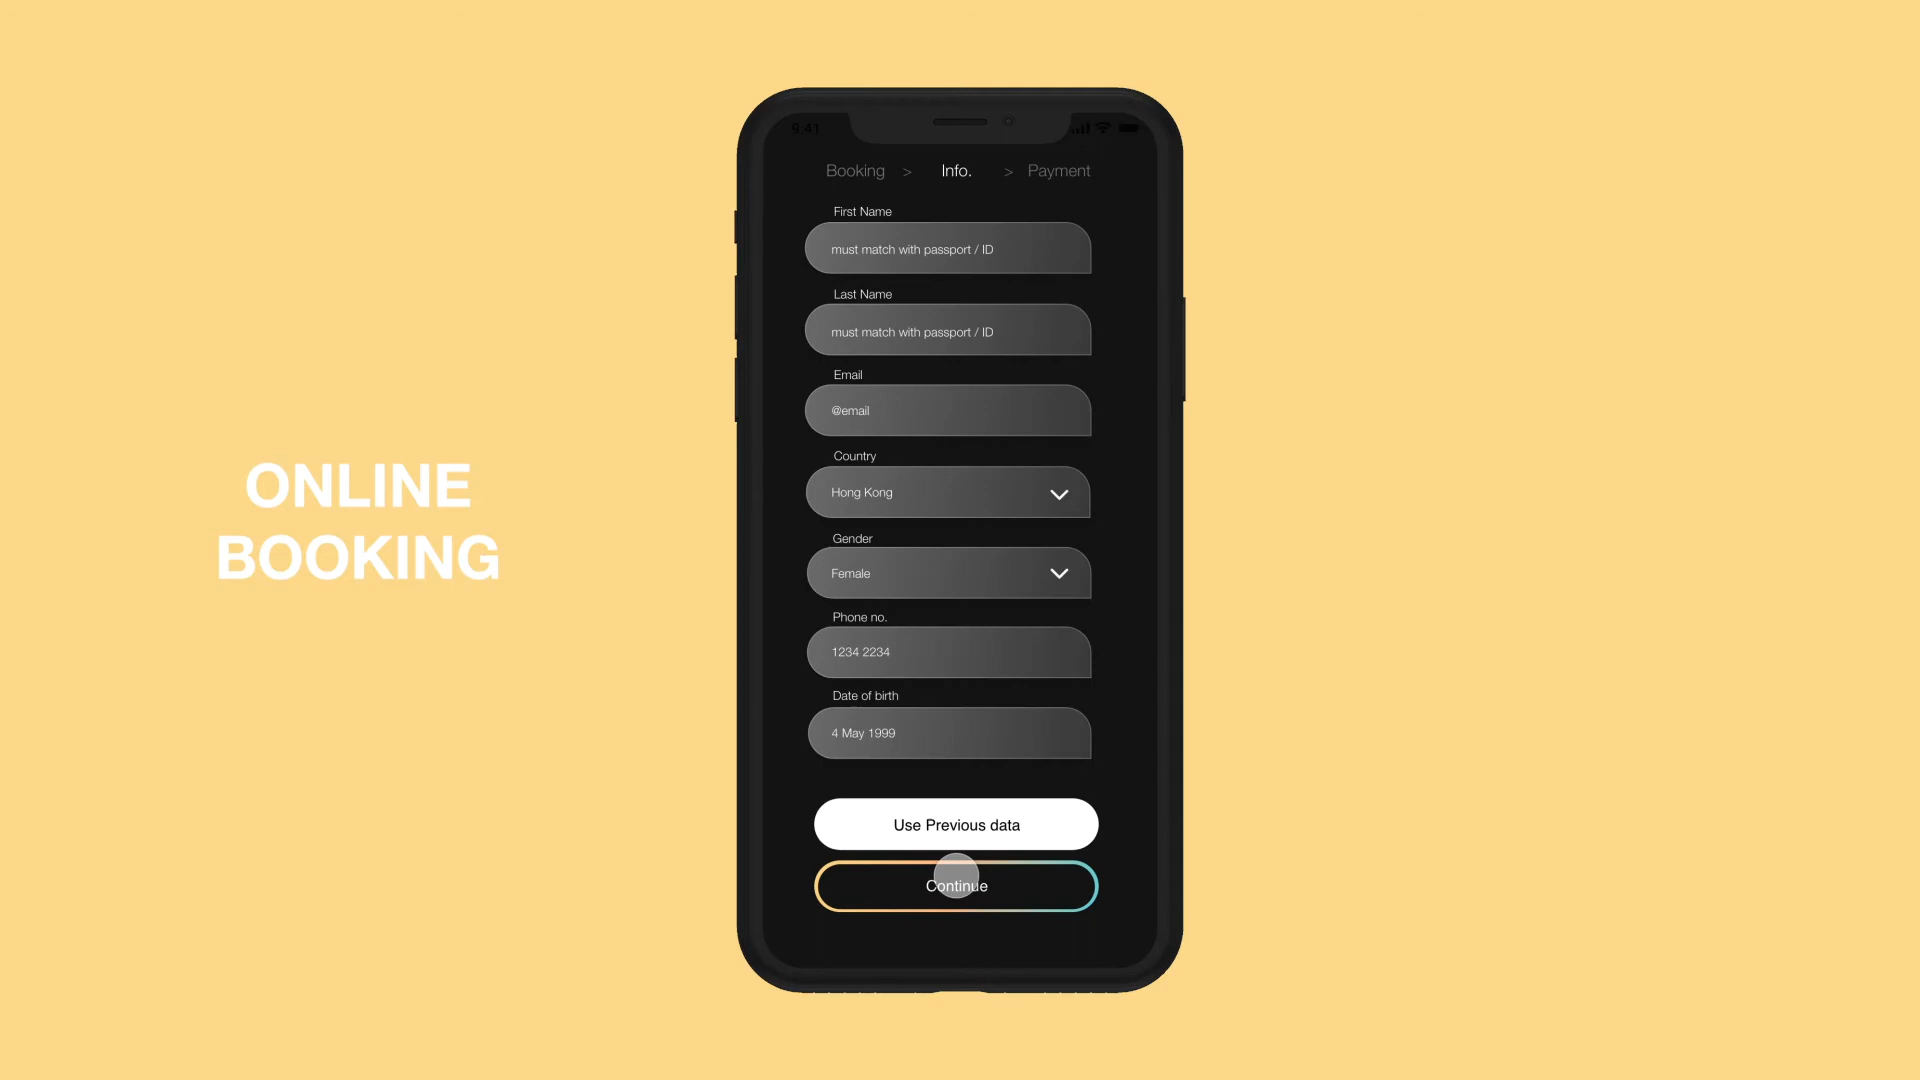 ONLINE
BOOKING
9:41
Booking > Info. > Payment
First Name
must match with passport / ID
Last Name
must match with passport / ID
Email
@email
Country
Hong Kong
Gender
Female
Phone no.
1234 2234
Date of birth
4 May 1999
Use Previous data
Continue